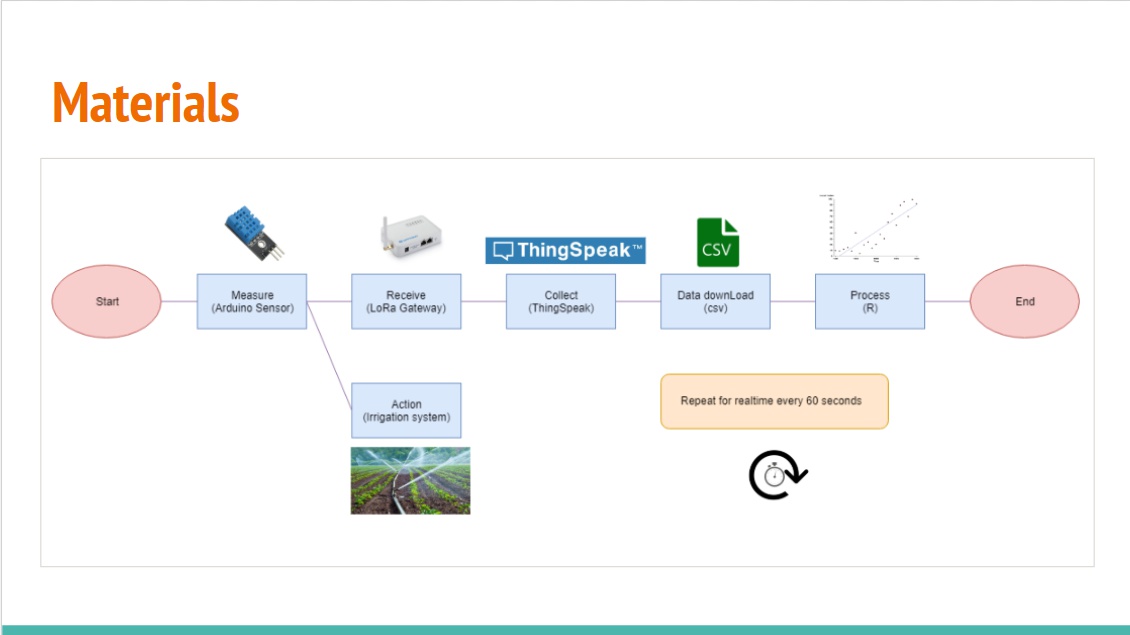 Materials
ThingSpeak™
CSV
Start
Measure
(Arduino Sensor)
Receive
(LoRa Gateway)
Collect
(ThingSpeak)
Data downLoad
(csv)
Process
(R)
End
Action
(Irrigation system)
Repeat for realtime every 60 seconds